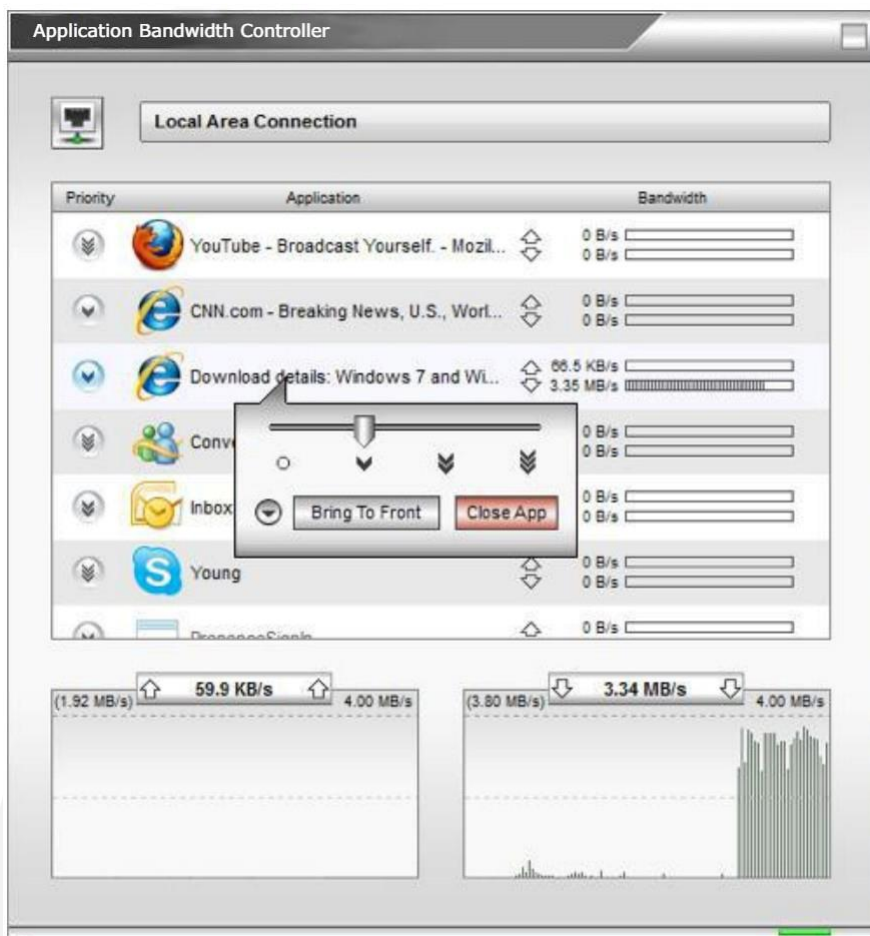 Application Bandwidth Controller
Local Area Connection
Priority Application Bandwidth
YouTube - Broadcast Yourself. - Mozil... 0 B/s
0 B/s
CNN.com - Breaking News, U.S., Worl... 0 B/s
0 B/s
Download details: Windows 7 and Wi... 66.5 KB/s
3.35 MB/s
Conve 0 B/s
0 B/s
Inbox 0 B/s
0 B/s
Bring To Front Close App
Young 0 B/s
0 B/s
0 B/s
(1.92 MB/s) 59.9 KB/s 4.00 MB/s
(3.80 MB/s) 3.34 MB/s 4.00 MB/s